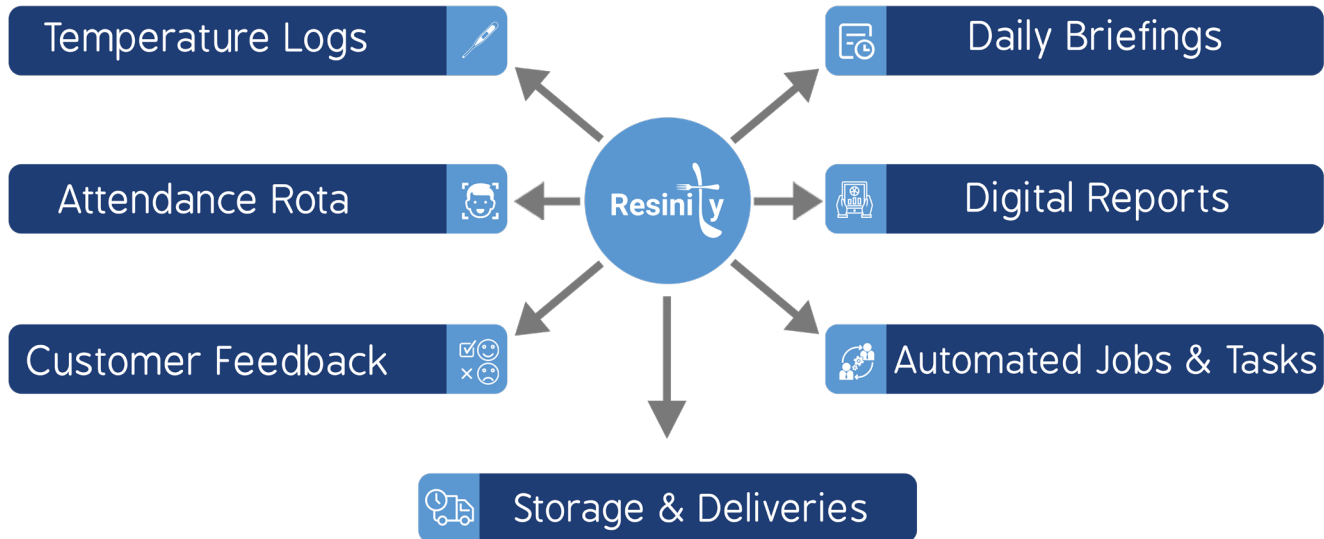 Temperature Logs
Daily Briefings
Attendance Rota
Resinity
Digital Reports
Customer Feedback
Automated Jobs & Tasks
Storage & Deliveries